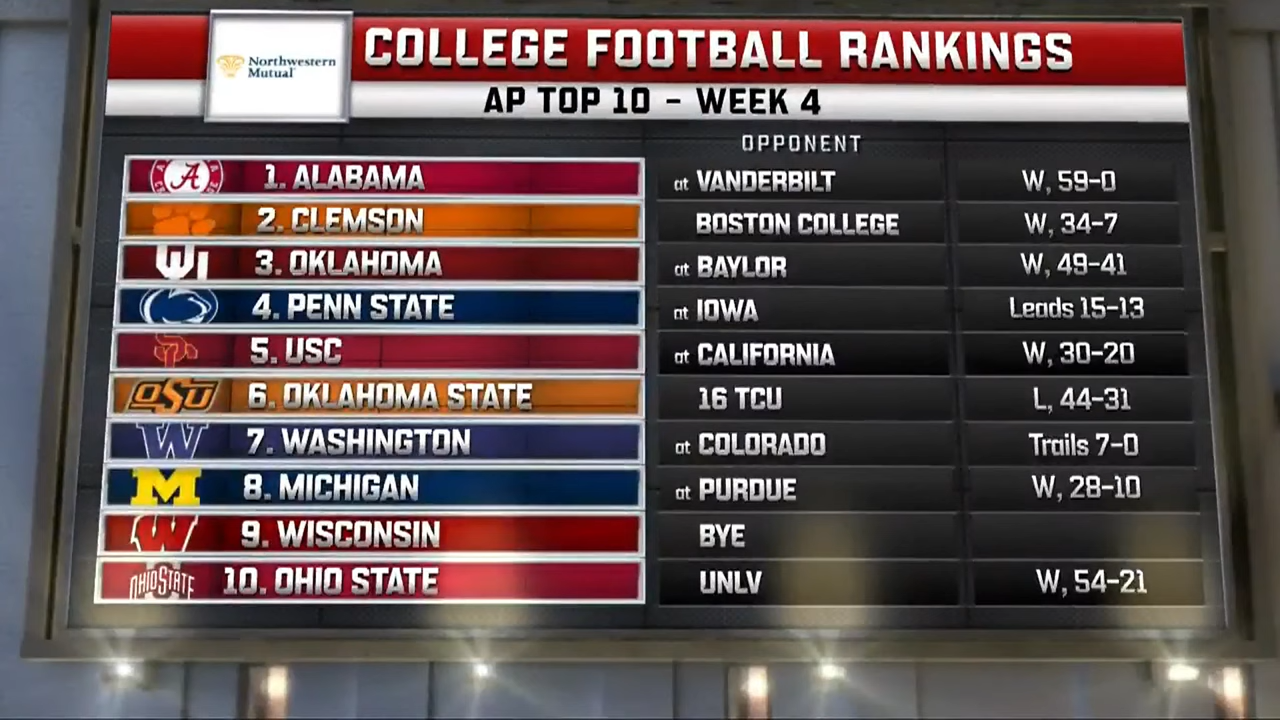 Northwestern
Mutual
COLLEGE FOOTBALL RANKINGS
AP TOP 10 - WEEK 4
OPPONENT
1. ALABAMA at VANDERBILT W, 59-0
2. CLEMSON BOSTON COLLEGE W, 34-7
3. OKLAHOMA at BAYLOR W, 49-41
4. PENN STATE at IOWA Leads 15-13
5. USC at CALIFORNIA W, 30-20
OSU 6. OKLAHOMA STATE 16 TCU L, 44-31
W 7. WASHINGTON at COLORADO Trails 7-0
M 8. MICHIGAN at PURDUE W, 28-10
W 9. WISCONSIN BYE
OHIO STATE 10. OHIO STATE UNLV W, 54-21